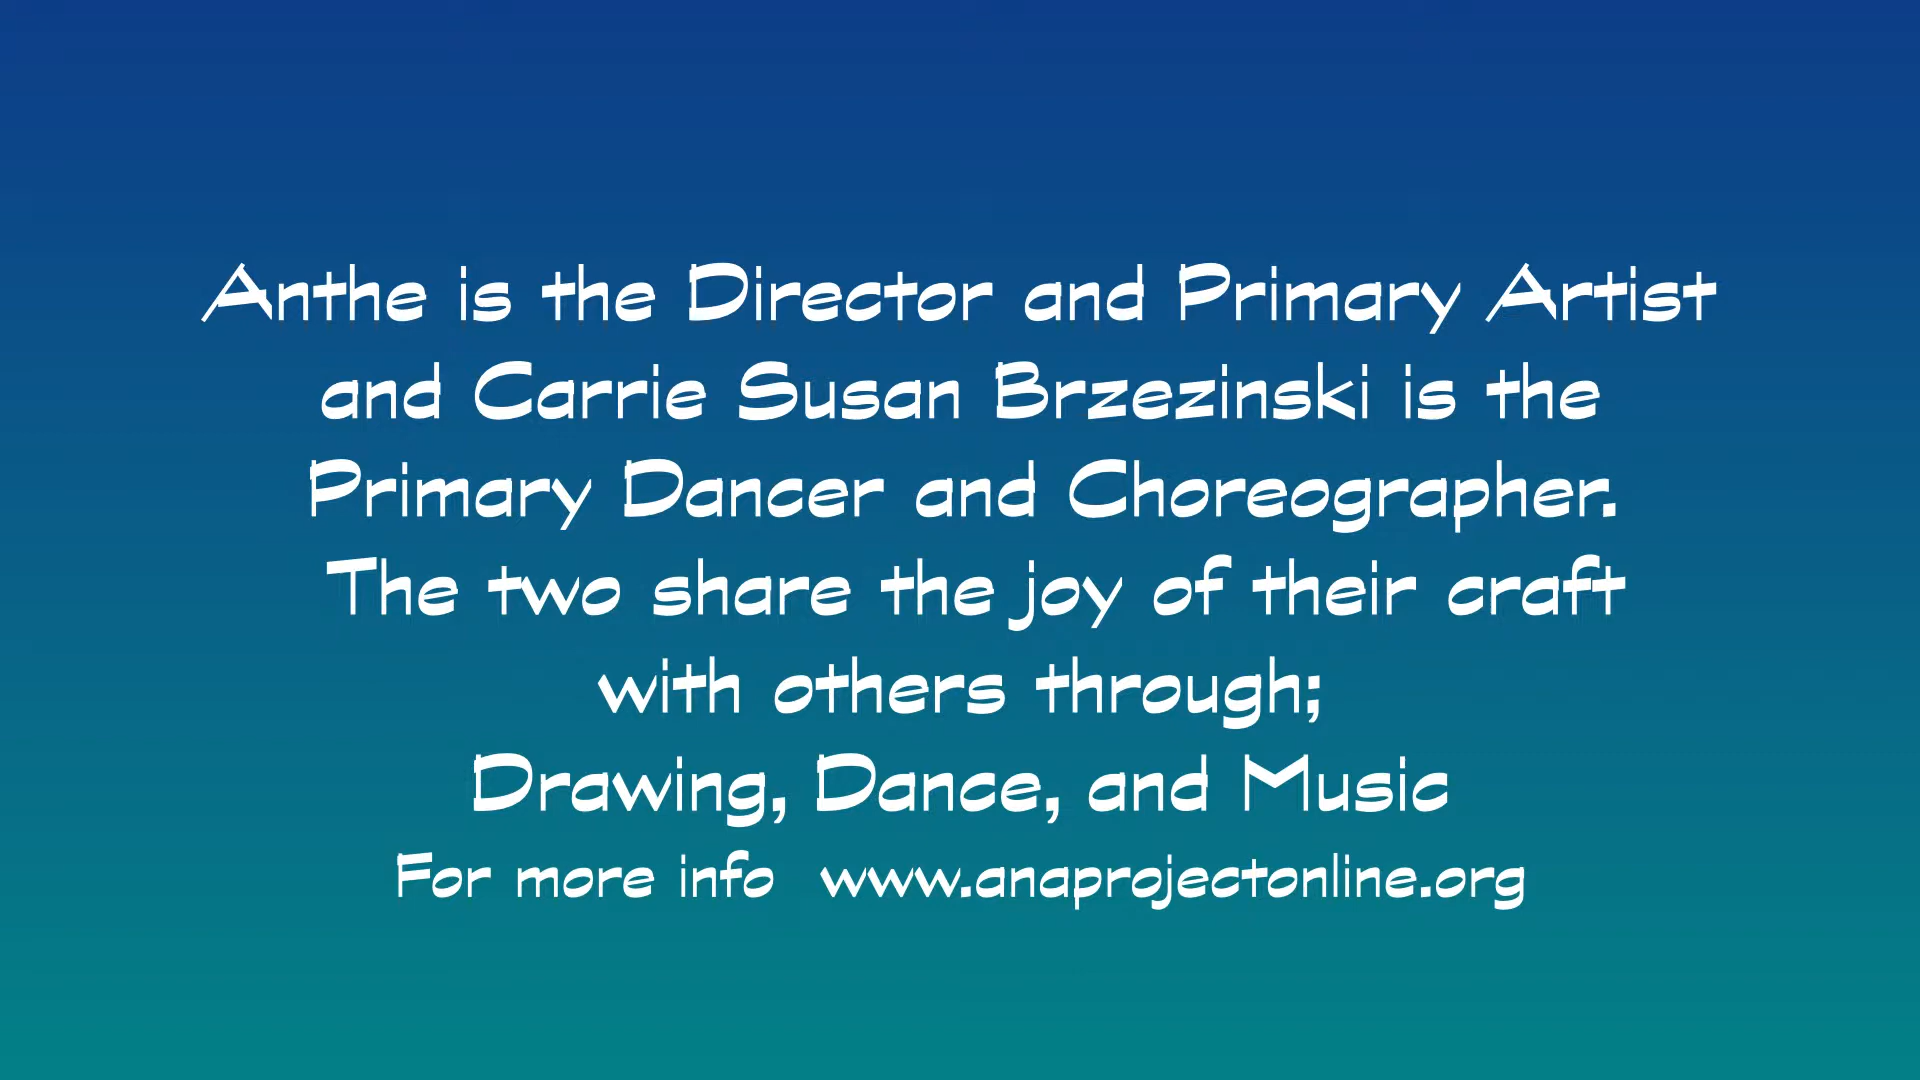 Anthe is the Director and Primary Artist
and Carrie Susan Brzezinski is the
Primary Dancer and Choreographer.
The two share the joy of their craft
with others through;
Drawing, Dance, and Music
For more info www.anaprojectonline.org